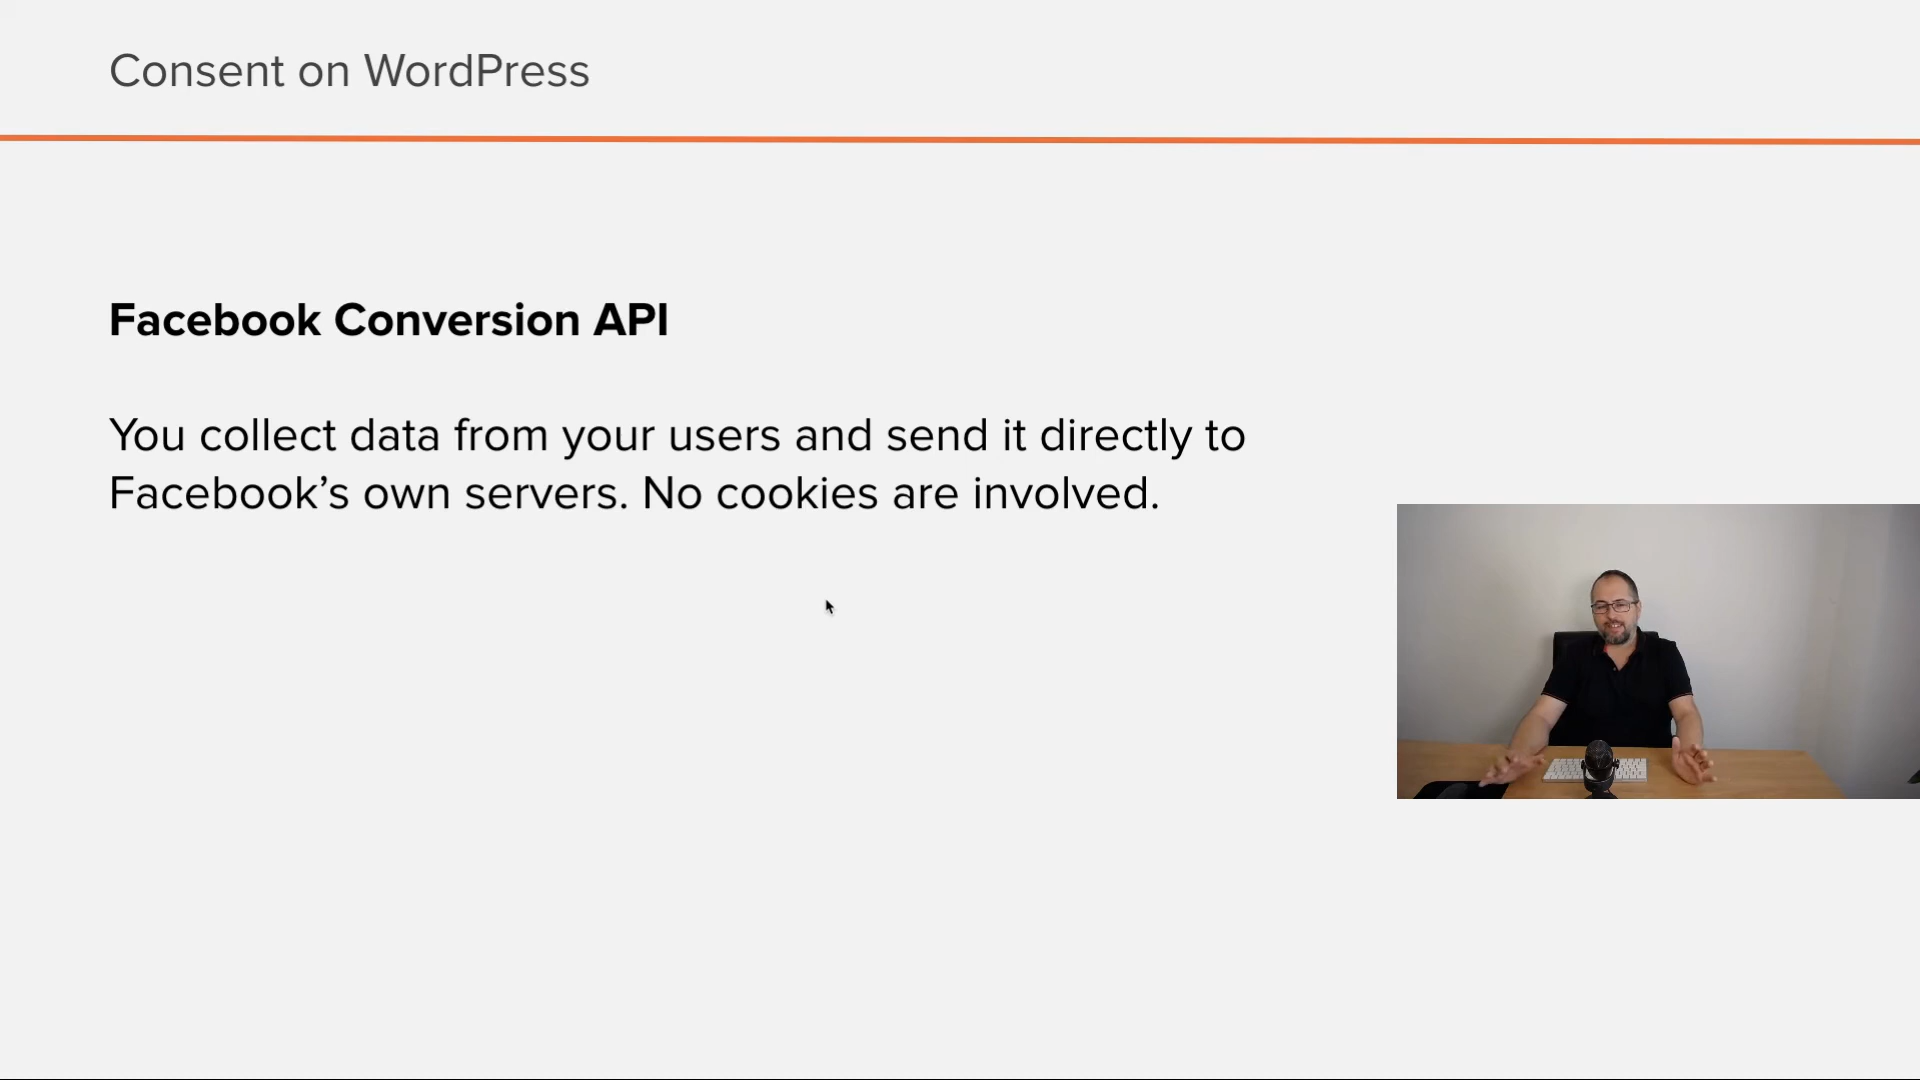 Consent on WordPress
Facebook Conversion API
You collect data from your users and send it directly to
Facebook’s own servers. No cookies are involved.